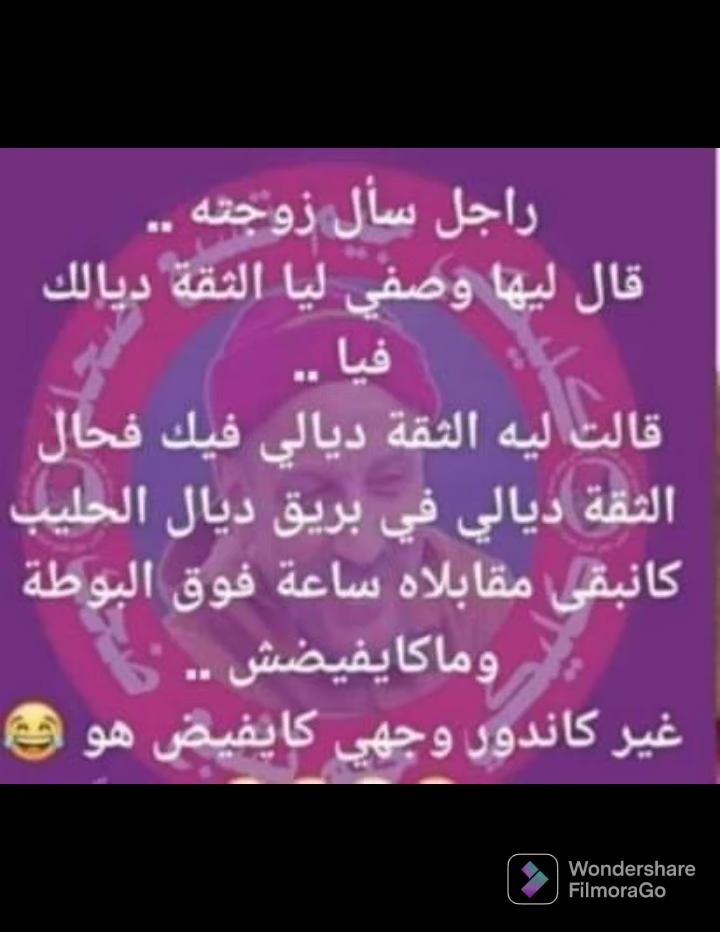 راجل سأل زوجته ..
قال ليها وصفي ليا الثقة ديالك
فيا ..
قالت ليه الثقة ديالي فيك فحال
الثقة ديالي في بريق ديال الحليب
كانبقى مقابلاه ساعة فوق البوطة
وماكايفيضش ..
غير كاندور وجهي كايفيض هو 😂
Wondershare
FilmoraGo